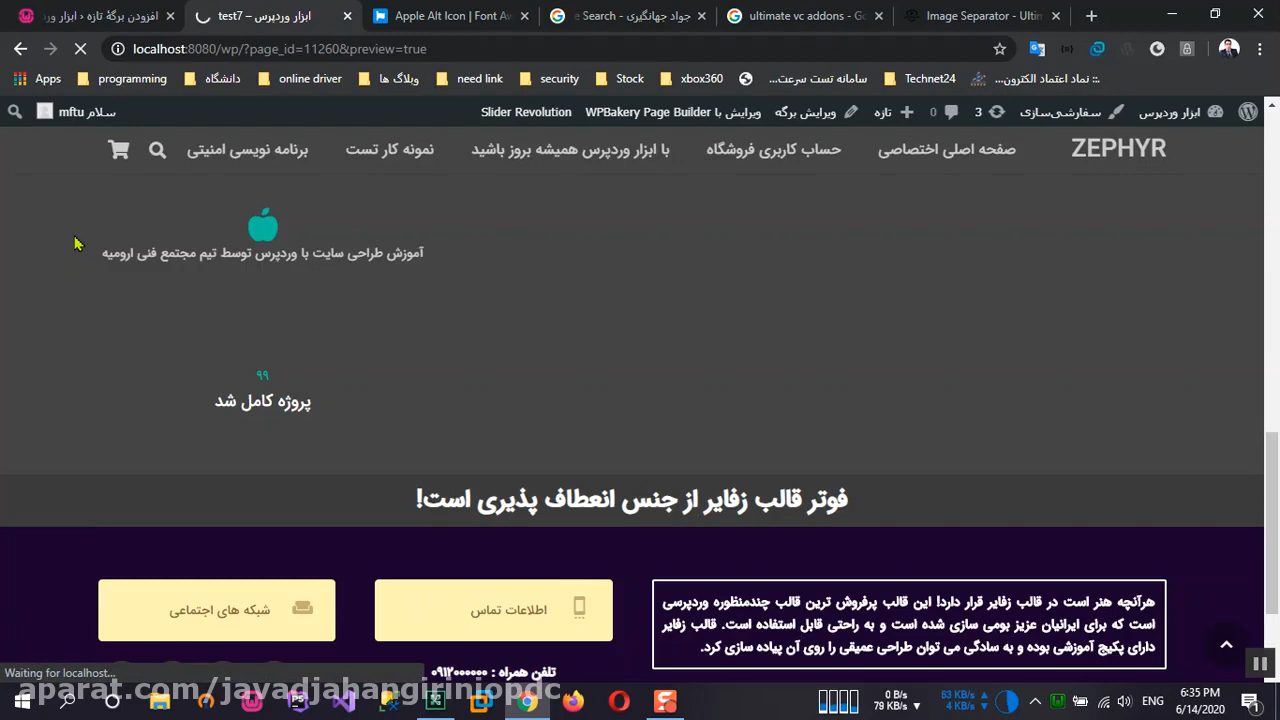 افزودن برگهٔ تازه ‹ ابزار ورد
test7 – ابزار وردپرس
Apple Alt Icon | Font Aw
جواد جهانگیری - e Search
ultimate vc addons - Go
Image Separator - Ultim
localhost:8080/wp/?page_id=11260&preview=true
Apps
programming
دانشگاه
online driver
وبلاگ ها
need link
security
Stock
xbox360
سامانه تست سرعت...
Technet24
نماد اعتماد الکترون...
سلام mftu
Slider Revolution
ویرایش با WPBakery Page Builder
ویرایش برگه
تازه
0
3
سفارشی‌سازی
ابزار وردپرس
ZEPHYR
صفحه اصلی اختصاصی
حساب کاربری فروشگاه
با ابزار وردپرس همیشه بروز باشید
نمونه کار تست
برنامه نویسی امنیتی
آموزش طراحی سایت با وردپرس توسط تیم مجتمع فنی ارومیه
۹۹
پروژه کامل شد
فوتر قالب زفایر از جنس انعطاف پذیری است!
هرآنچه هنر است در قالب زفایر قرار دارد! این قالب پرفروش ترین قالب چندمنظوره وردپرسی
است که برای ایرانیان عزیز بومی سازی شده است و به راحتی قابل استفاده است. قالب زفایر
دارای پکیج آموزشی بوده و به سادگی می توان طراحی عمیقی را روی آن پیاده سازی کرد.
اطلاعات تماس
شبکه های اجتماعی
تلفن همراه : ۰۹۱۲۰۰۰۰۰۰
Waiting for localhost...
aparat.com/javadjahangiriniopdc
0 B/s
79 KB/s
63 KB/s
4 KB/s
ENG
6:35 PM
6/14/2020